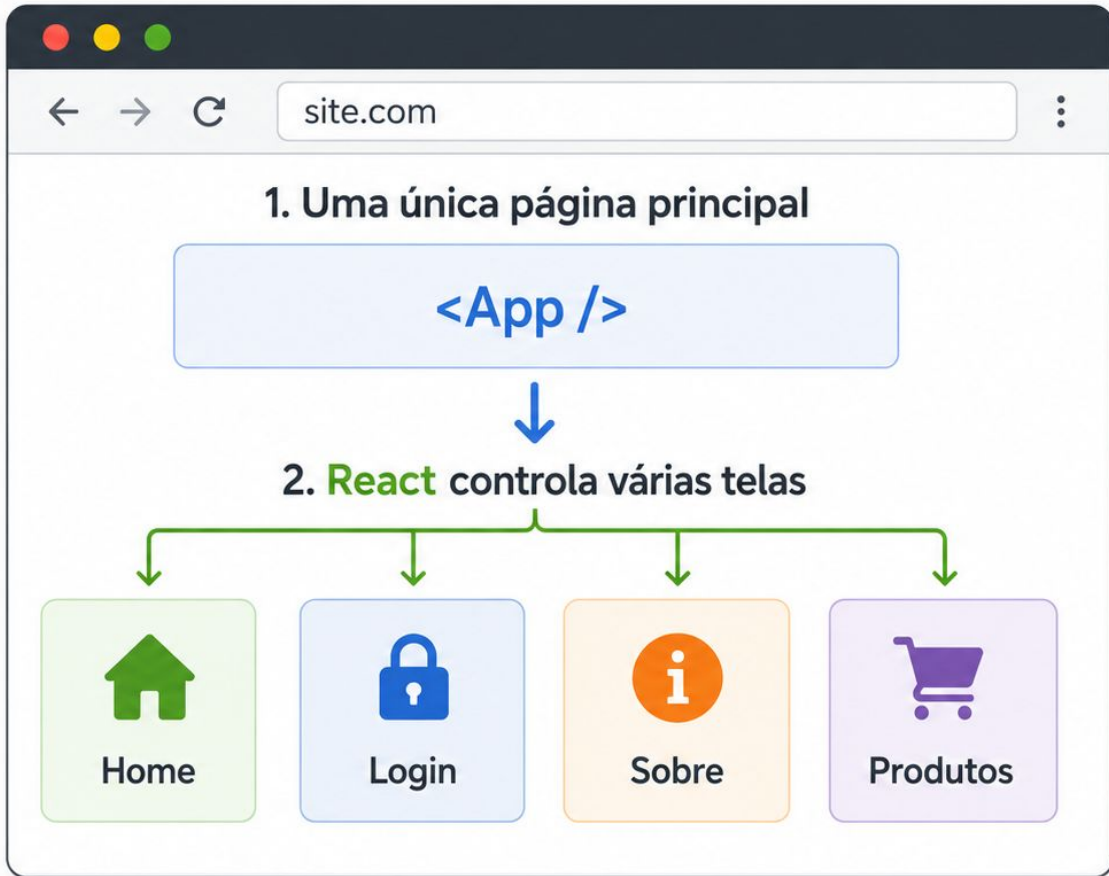 site.com
1. Uma única página principal
<App />
2. React controla várias telas
Home
Login
Sobre
Produtos